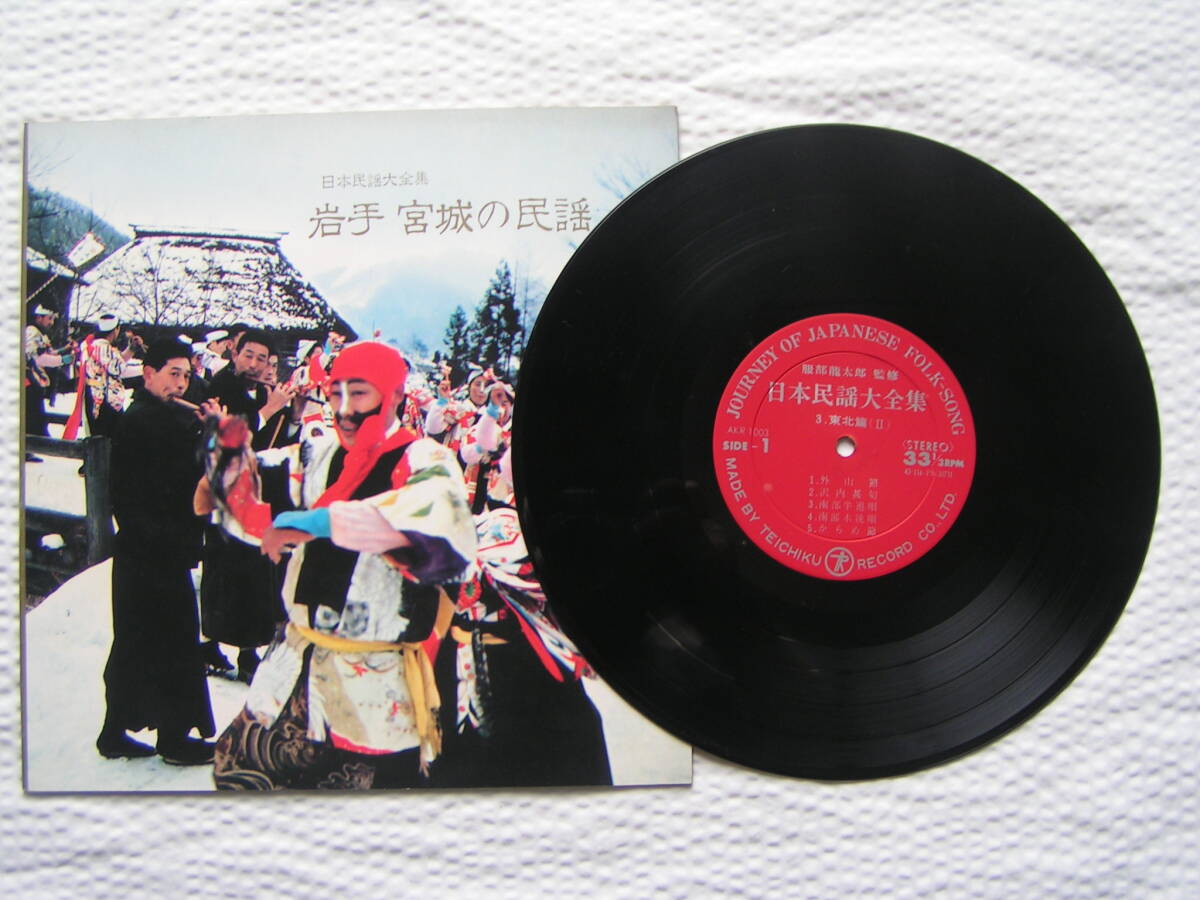 日本民謡大全集
岩手 宮城の民謡
JOURNEY OF JAPANESE FOLK-SONG
服部龍太郎 監修
日本民謡大全集
3.東北篇(II)
AKR 1003
SIDE-1
〈STEREO〉
33 1/3RPM
1.外山節
2.沢内甚句
3.南部牛追唄
4.南部木挽唄
5.からめ節
MADE BY TEICHIKU RECORD CO., LTD.